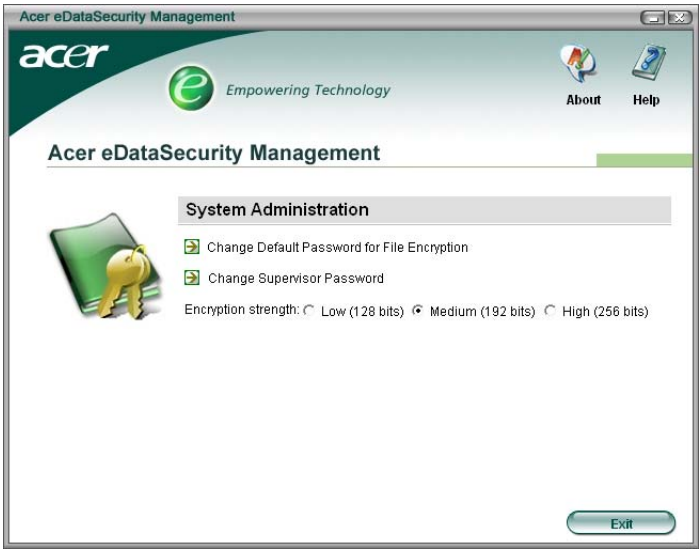 Acer eDataSecurity Management
acer
e Empowering Technology
About Help
Acer eDataSecurity Management
System Administration
Change Default Password for File Encryption
Change Supervisor Password
Encryption strength: Low (128 bits) Medium (192 bits) High (256 bits)
Exit